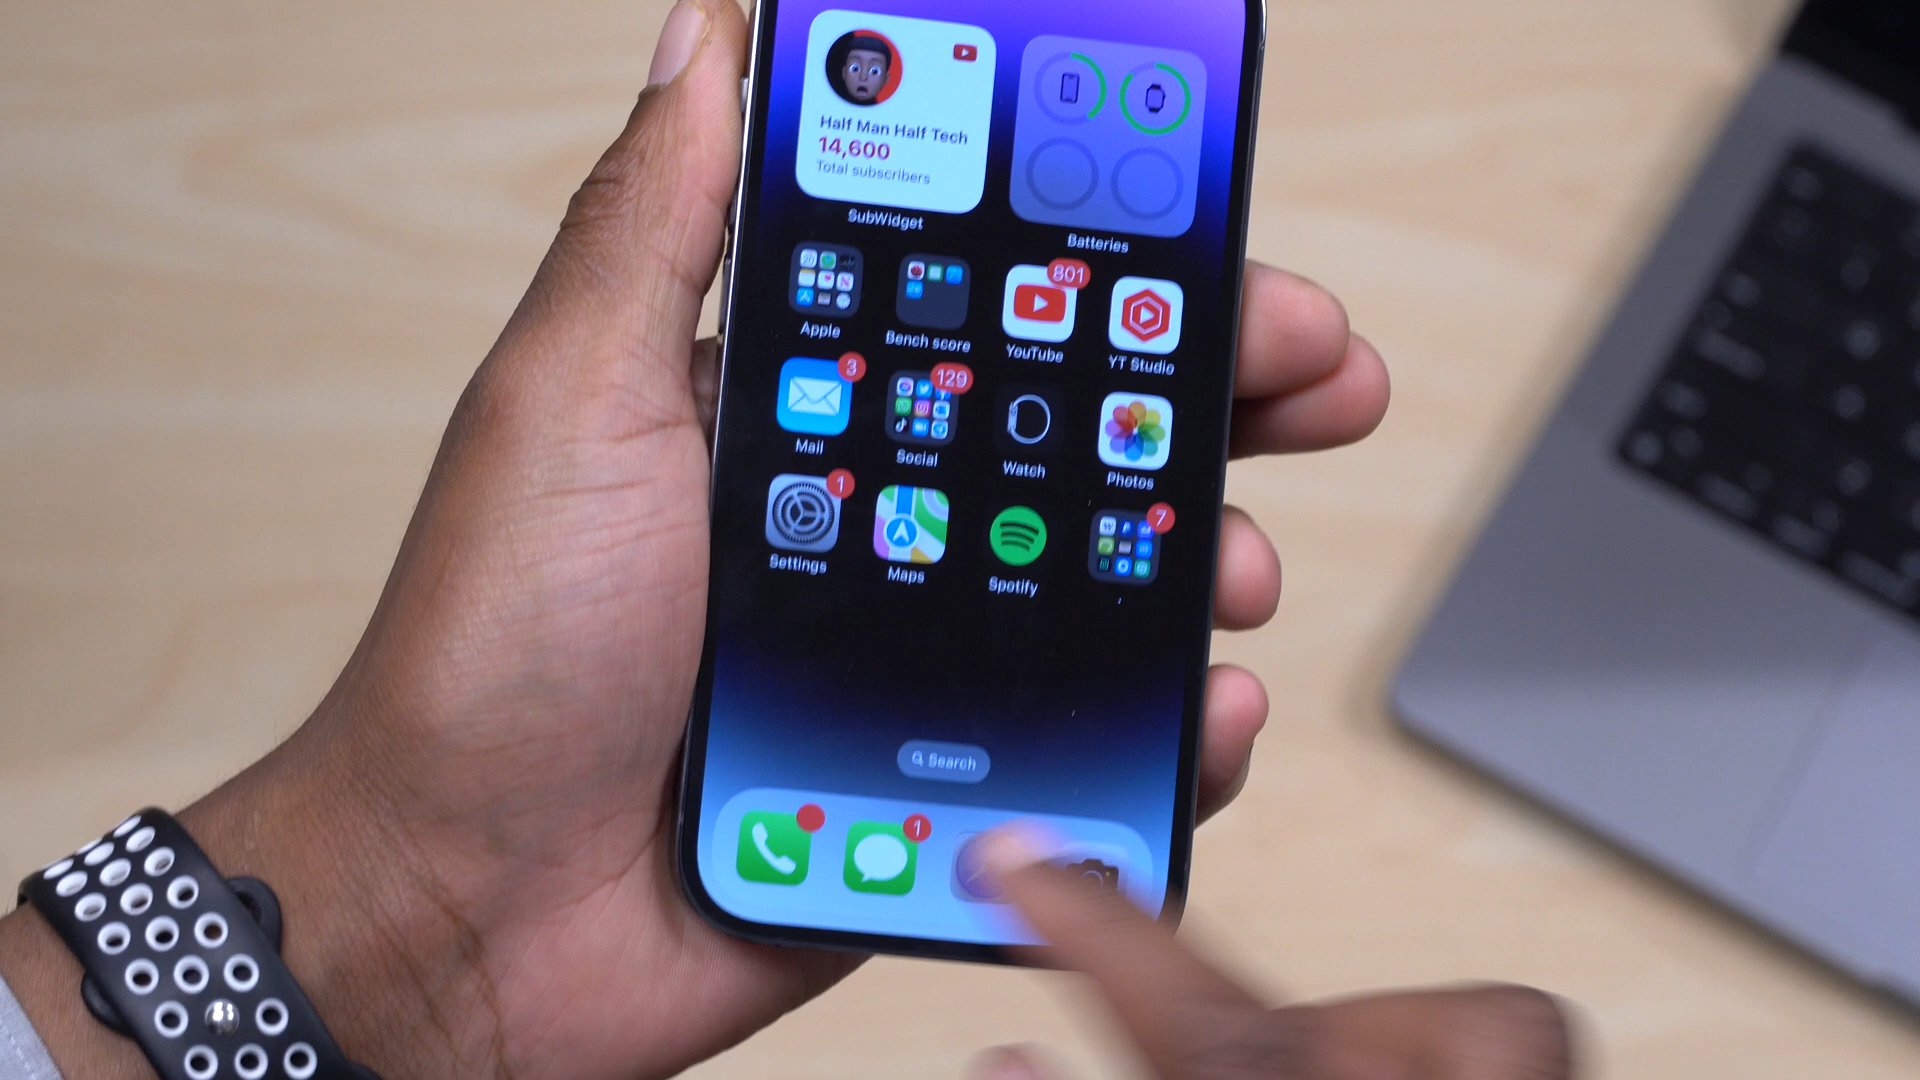 Half Man Half Tech
14,600
Total subscribers
SubWidget
Batteries
Apple
Bench score
801
YouTube
YT Studio
3
Mail
129
Social
Watch
Photos
1
Settings
Maps
Spotify
7
Search
1